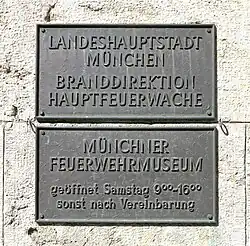 LANDESHAUPTSTADT
MÜNCHEN
BRANDDIREKTION
HAUPTFEUERWACHE
MÜNCHNER
FEUERWEHRMUSEUM
geöffnet Samstag 9⁰⁰-16⁰⁰
sonst nach Vereinbarung